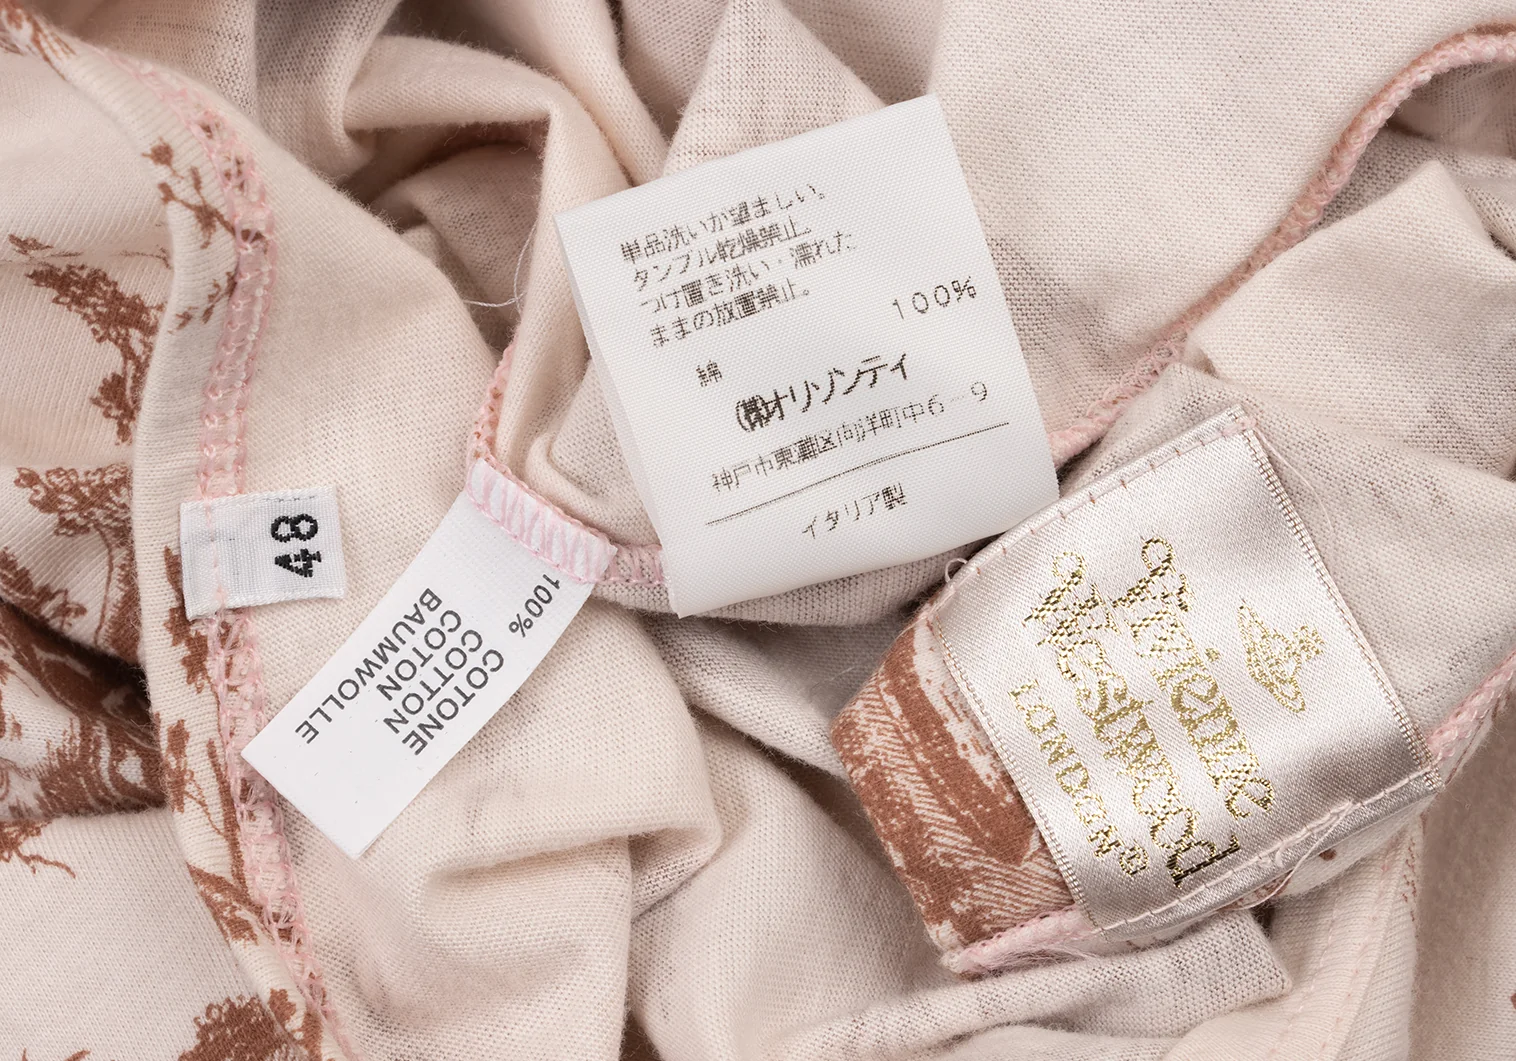 単品洗いが望ましい。
タンブル乾燥禁止。
つけ置き洗い・濡れた
ままの放置禁止。
100%
綿
㈱オリゾンティ
神戸市東灘区向洋町中6-9
イタリア製
48
100%
COTONE
COTTON
COTON
BAUMWOLLE
Vivienne
Westwood
LONDON®